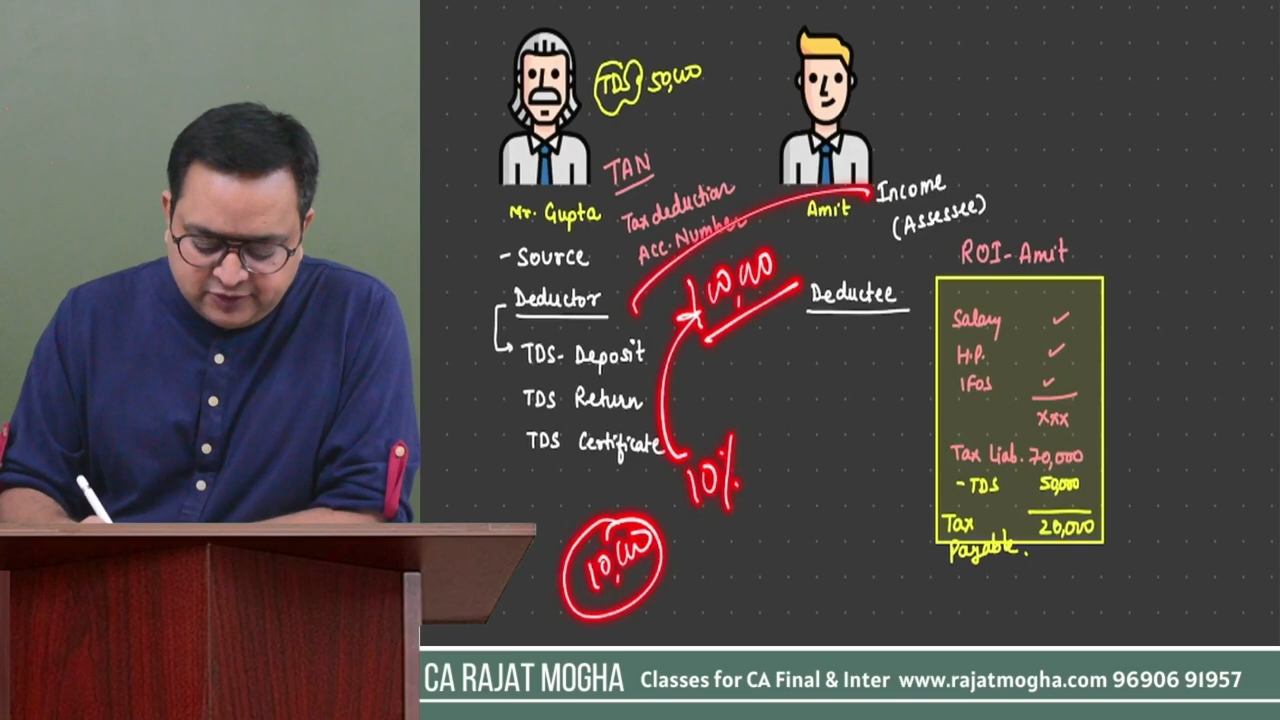 TDS 50,000
TAN
Tax deduction
Acc. Number
Mr. Gupta
- Source
Deductor
TDS- Deposit
TDS Return
TDS Certificate
10%
10,000
Amit
Income
(Assessee)
Deductee
ROI- Amit
Salary ✓
H.P. ✓
IFOS ✓
xxx
Tax Liab. 70,000
- TDS 50,000
Tax 20,000
Payable.
CA RAJAT MOGHA Classes for CA Final & Inter www.rajatmogha.com 96906 91957